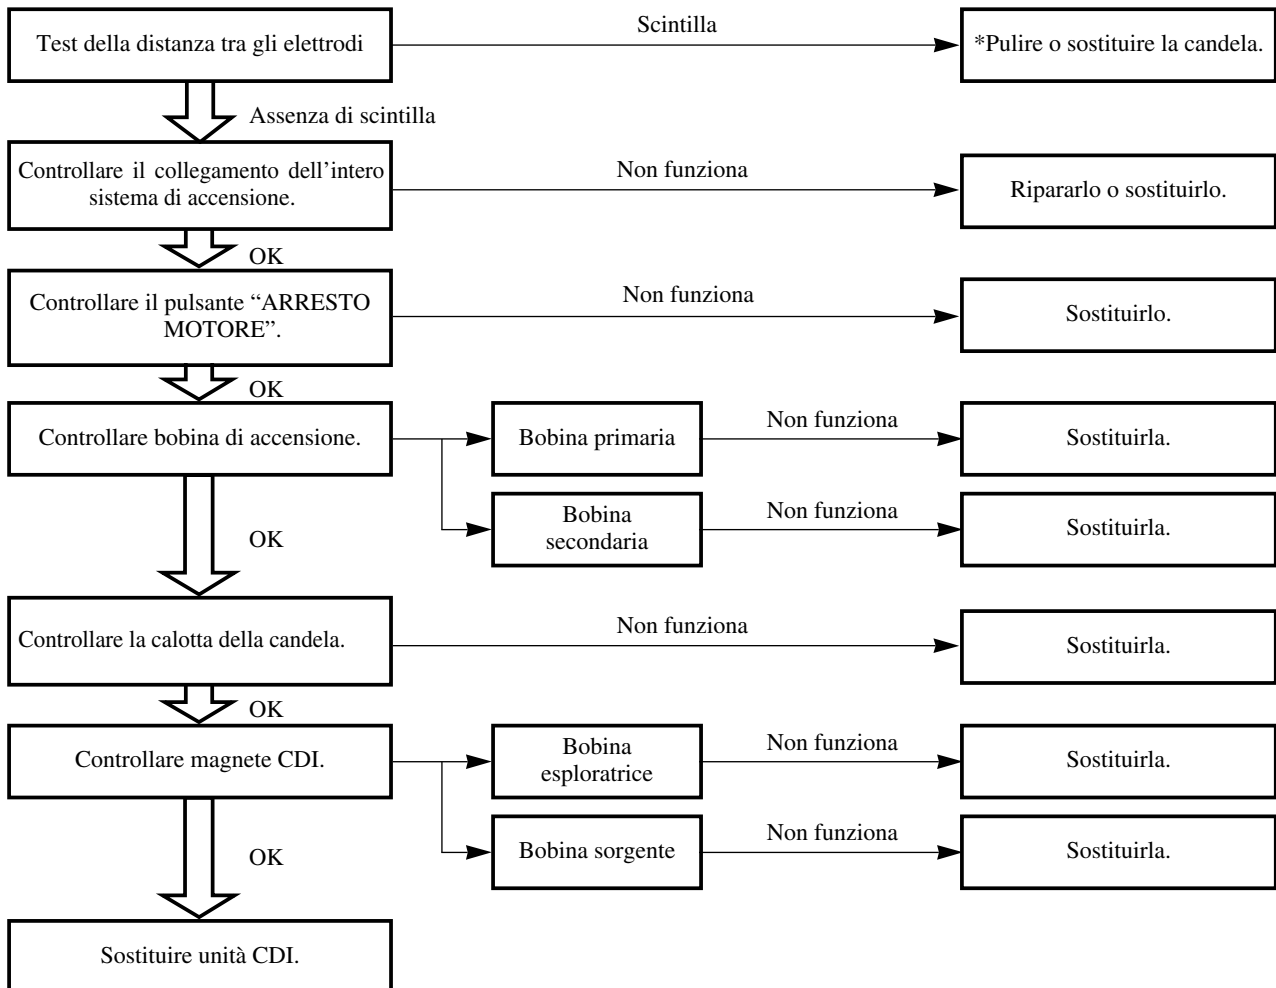 Test della distanza tra gli elettrodi
Scintilla
*Pulire o sostituire la candela.
Assenza di scintilla
Controllare il collegamento dell’intero
sistema di accensione.
Non funziona
Ripararlo o sostituirlo.
OK
Controllare il pulsante “ARRESTO
MOTORE”.
Non funziona
Sostituirlo.
OK
Controllare bobina di accensione.
Bobina primaria
Non funziona
Sostituirla.
Bobina
secondaria
Non funziona
Sostituirla.
OK
Controllare la calotta della candela.
Non funziona
Sostituirla.
OK
Controllare magnete CDI.
Bobina
esploratrice
Non funziona
Sostituirla.
Bobina sorgente
Non funziona
Sostituirla.
OK
Sostituire unità CDI.